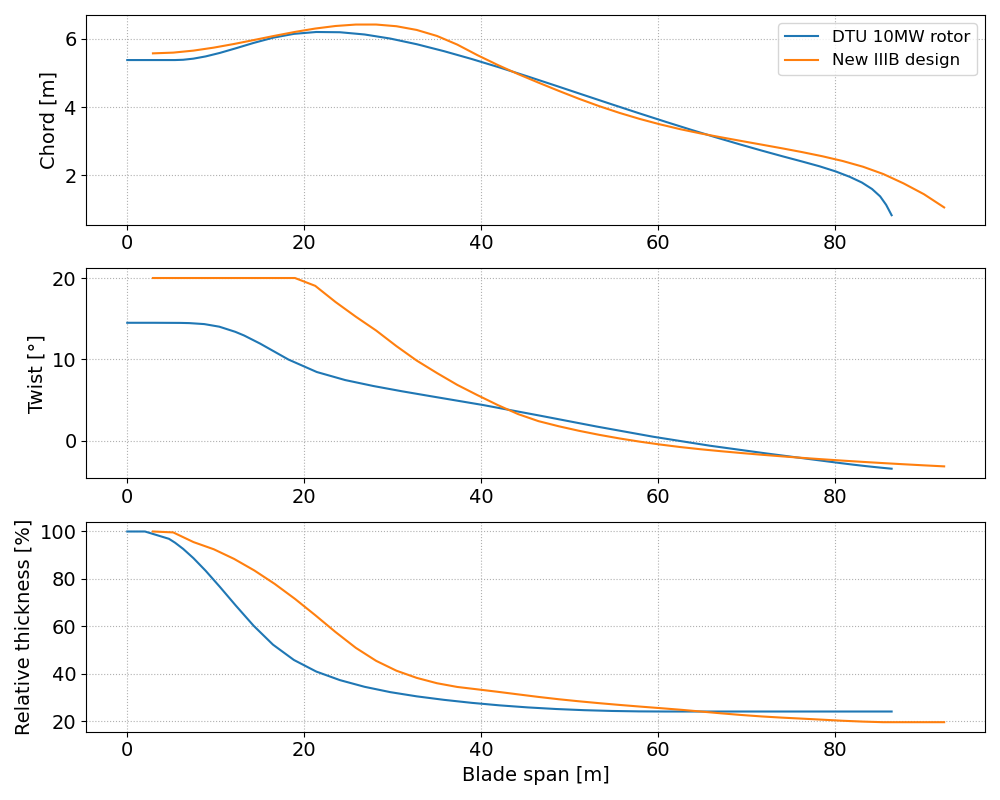 6
4
2
Chord [m]
DTU 10MW rotor
New IIIB design
0 20 40 60 80
20
10
0
Twist [°]
0 20 40 60 80
100
80
60
40
20
Relative thickness [%]
0 20 40 60 80
Blade span [m]